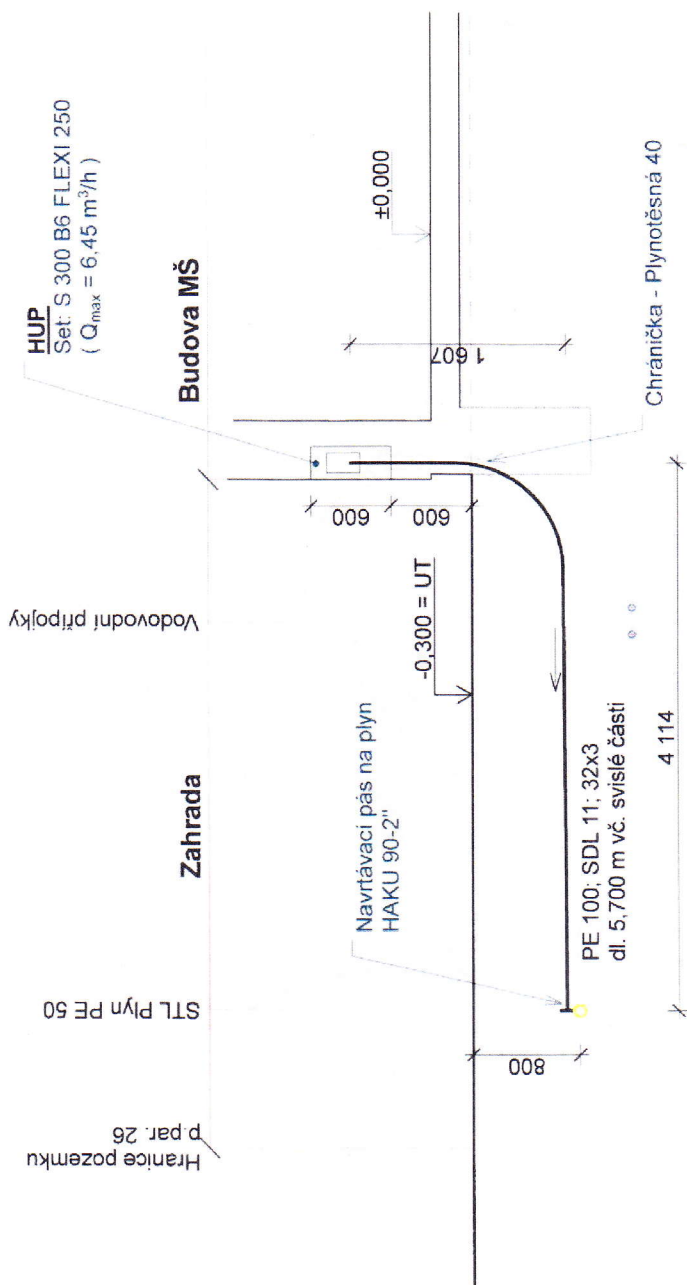 HUP
Set: S 300 B6 FLEXI 250
( Qmax = 6,45 m³/h )
Budova MŠ
Zahrada
Vodovodní přípojky
STL Plyn PE 50
Hranice pozemku
p.par. 26
±0,000
-0,300 = UT
600
600
1 607
Navrtávací pás na plyn
HAKU 90-2"
Chránička - Plynotěsná 40
PE 100; SDL 11; 32x3
dl. 5,700 m vč. svislé části
800
4 114